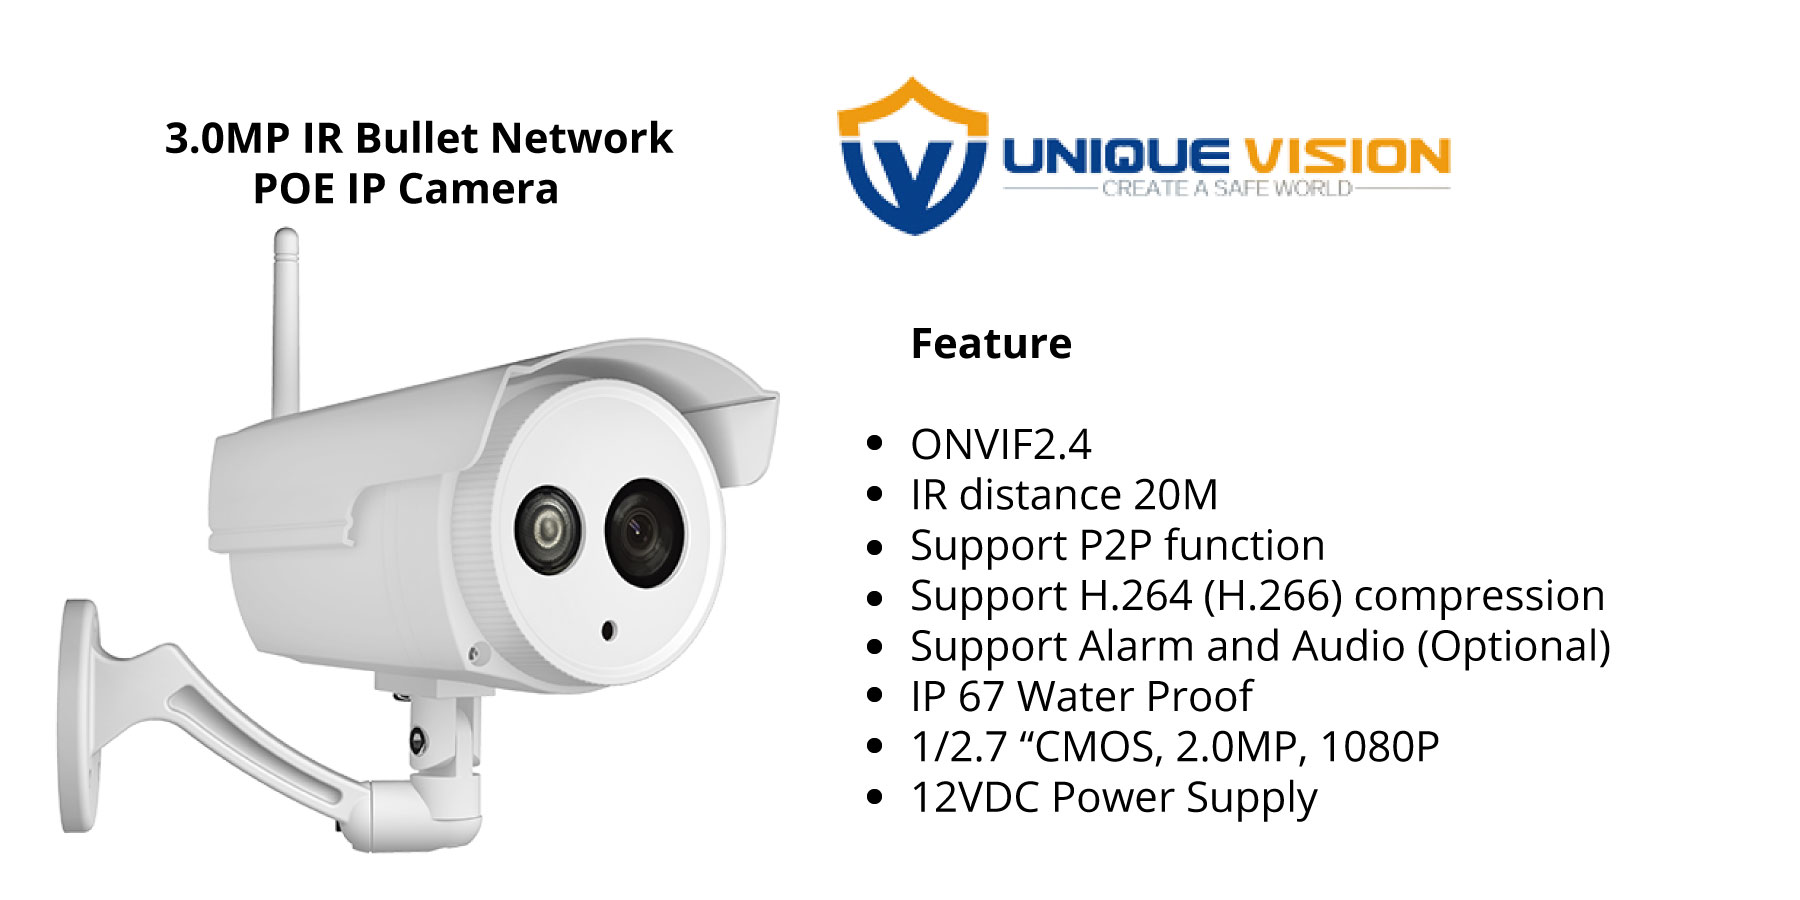 3.0MP IR Bullet Network
POE IP Camera
UNIQUE VISION
CREATE A SAFE WORLD
Feature
• ONVIF2.4
• IR distance 20M
• Support P2P function
• Support H.264 (H.266) compression
• Support Alarm and Audio (Optional)
• IP 67 Water Proof
• 1/2.7 “CMOS, 2.0MP, 1080P
• 12VDC Power Supply